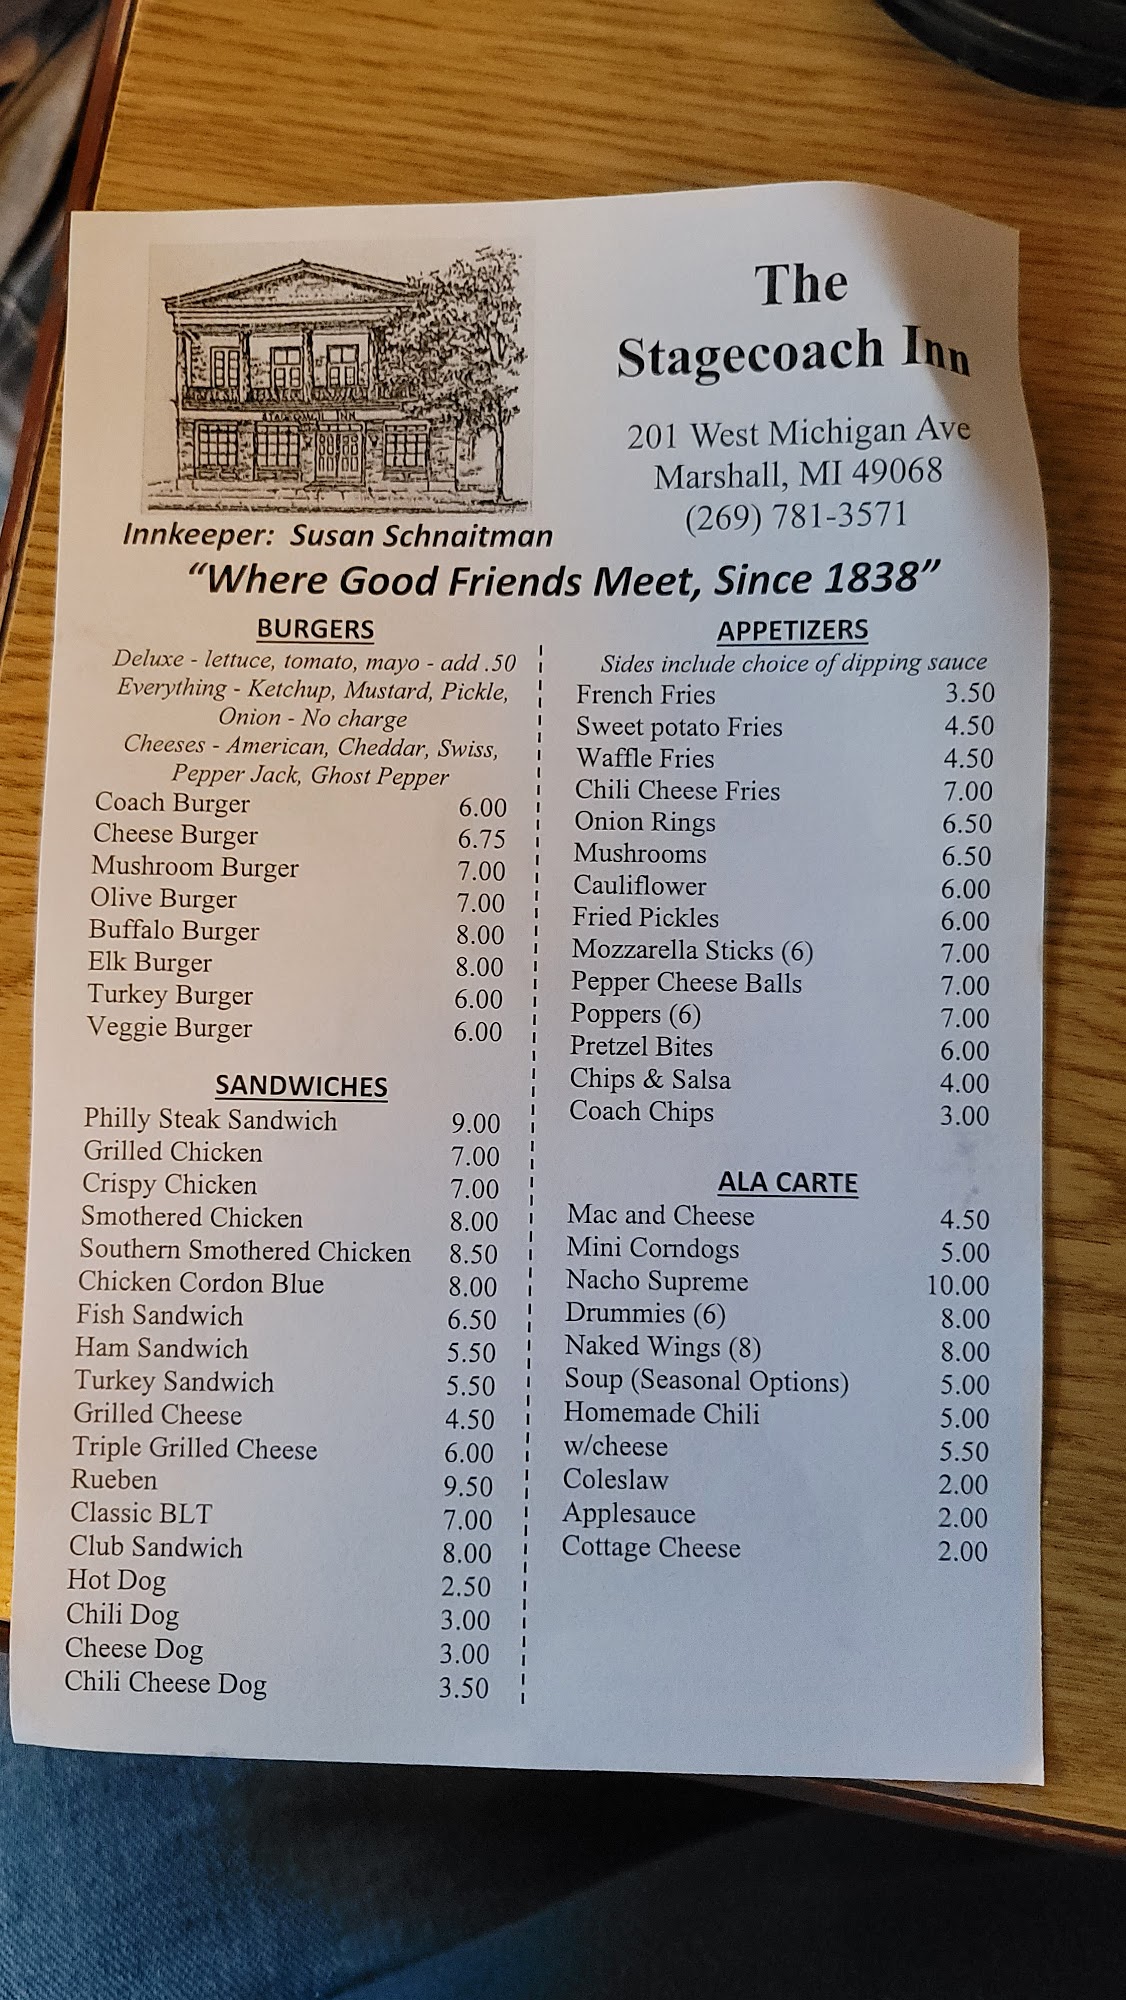 The
Stagecoach Inn
201 West Michigan Ave
Marshall, MI 49068
(269) 781-3571
STAGECOACH INN
Innkeeper: Susan Schnaitman
“Where Good Friends Meet, Since 1838”
BURGERS
Deluxe - lettuce, tomato, mayo - add .50
Everything - Ketchup, Mustard, Pickle,
Onion - No charge
Cheeses - American, Cheddar, Swiss,
Pepper Jack, Ghost Pepper
Coach Burger 6.00
Cheese Burger 6.75
Mushroom Burger 7.00
Olive Burger 7.00
Buffalo Burger 8.00
Elk Burger 8.00
Turkey Burger 6.00
Veggie Burger 6.00
SANDWICHES
Philly Steak Sandwich 9.00
Grilled Chicken 7.00
Crispy Chicken 7.00
Smothered Chicken 8.00
Southern Smothered Chicken 8.50
Chicken Cordon Blue 8.00
Fish Sandwich 6.50
Ham Sandwich 5.50
Turkey Sandwich 5.50
Grilled Cheese 4.50
Triple Grilled Cheese 6.00
Rueben 9.50
Classic BLT 7.00
Club Sandwich 8.00
Hot Dog 2.50
Chili Dog 3.00
Cheese Dog 3.00
Chili Cheese Dog 3.50
APPETIZERS
Sides include choice of dipping sauce
French Fries 3.50
Sweet potato Fries 4.50
Waffle Fries 4.50
Chili Cheese Fries 7.00
Onion Rings 6.50
Mushrooms 6.50
Cauliflower 6.00
Fried Pickles 6.00
Mozzarella Sticks (6) 7.00
Pepper Cheese Balls 7.00
Poppers (6) 7.00
Pretzel Bites 6.00
Chips & Salsa 4.00
Coach Chips 3.00
ALA CARTE
Mac and Cheese 4.50
Mini Corndogs 5.00
Nacho Supreme 10.00
Drummies (6) 8.00
Naked Wings (8) 8.00
Soup (Seasonal Options) 5.00
Homemade Chili 5.00
w/cheese 5.50
Coleslaw 2.00
Applesauce 2.00
Cottage Cheese 2.00